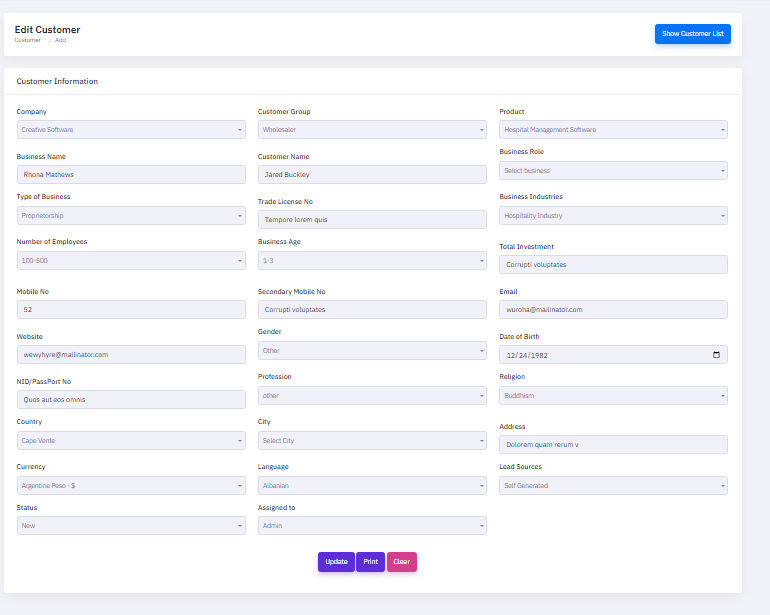 Edit Customer
Customer / Add
Show Customer List
Customer Information
Company
Customer Group
Product
Creative Software
Wholesaler
Hospital Management Software
Business Name
Customer Name
Business Role
Rhona Mathews
Jared Buckley
Select business
Type of Business
Trade License No
Business Industries
Proprietorship
Tempore lorem quis
Hospitality Industry
Number of Employees
Business Age
Total Investment
100-500
1-3
Corrupti voluptates
Mobile No
Secondary Mobile No
Email
52
Corrupti voluptates
wuroha@mailinator.com
Website
Gender
Date of Birth
wewyhyre@mailinator.com
Other
12/24/1982
NID/PassPort No
Profession
Religion
Quos aut eos omnis
other
Buddhism
Country
City
Address
Cape Verde
Select City
Dolorem quam rerum v
Currency
Language
Lead Sources
Argentine Peso - $
Albanian
Self Generated
Status
Assigned to
New
Admin
Update
Print
Clear